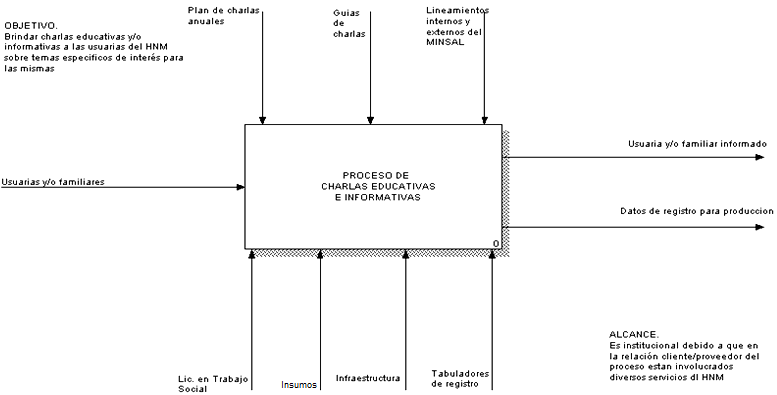 OBJETIVO.
Brindar charlas educativas y/o
informativas a las usuarias del HNM
sobre temas especificos de interés para
las mismas
Plan de charlas
anuales
Guias
de
charlas
Lineamientos
internos y
externos del
MINSAL
Usuarias y/o familiares
PROCESO DE
CHARLAS EDUCATIVAS
E INFORMATIVAS
0
Usuaria y/o familiar informado
Datos de registro para produccion
Lic. en Trabajo
Social
Insumos
Infraestructura
Tabuladores
de registro
ALCANCE.
Es institucional debido a que en
la relación cliente/proveedor del
proceso estan involucrados
diversos servicios dl HNM